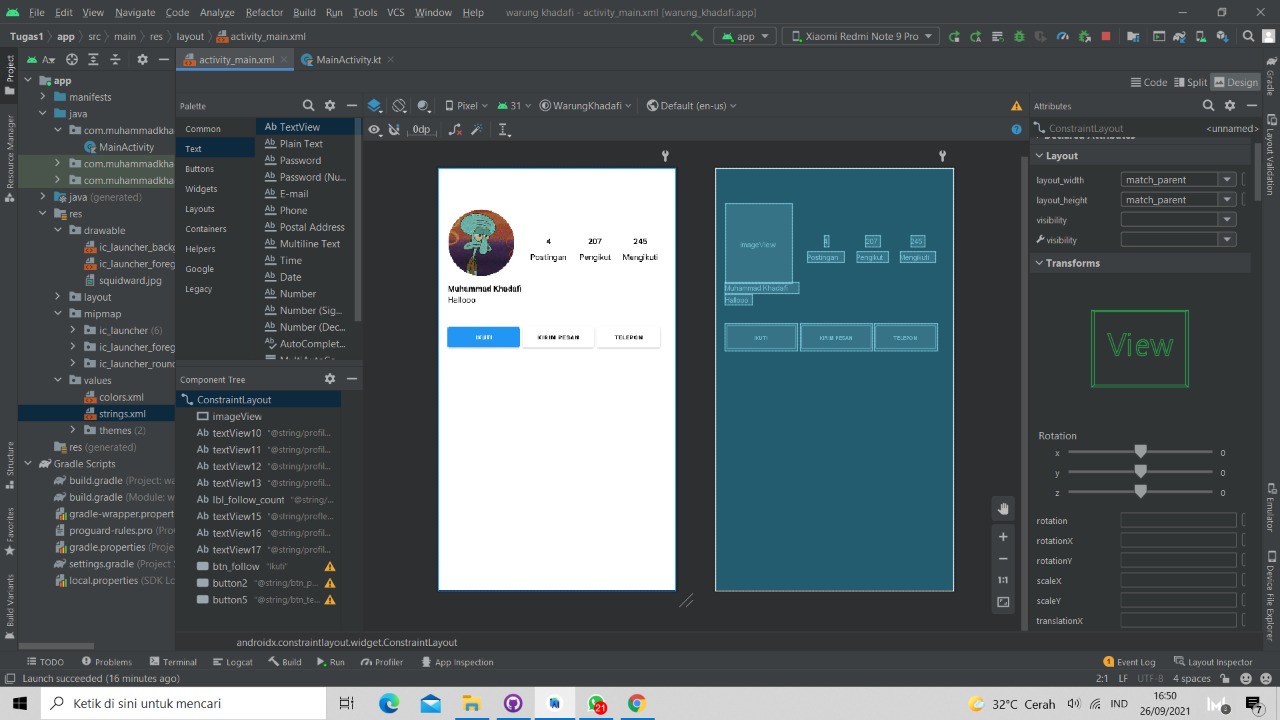 File Edit View Navigate Code Analyze Refactor Build Run Tools VCS Window Help warung khadafi - activity_main.xml [warung_khadafi.app]
Tugas1 app src main res layout activity_main.xml app Xiaomi Redmi Note 9 Pro
activity_main.xml MainActivity.kt
Code Split Design
Palette Pixel 31 WarungKhadafi Default (en-us) Attributes
0dp ConstraintLayout <unnamed>
Project
Resource Manager
Structure
Favorites
Build Variants
app
manifests
java
com.muhammadkha
MainActivity
com.muhammadkha
com.muhammadkha
java (generated)
res
drawable
ic_launcher_backg
ic_launcher_foreg
squidward.jpg
layout
mipmap
ic_launcher (6)
ic_launcher_foreg
ic_launcher_roun
values
colors.xml
strings.xml
themes (2)
res (generated)
Gradle Scripts
build.gradle (Project: wa
build.gradle (Module: w
gradle-wrapper.propert
proguard-rules.pro (Pro
gradle.properties (Proje
settings.gradle (Project S
local.properties (SDK Lo
Common
Text
Buttons
Widgets
Layouts
Containers
Helpers
Google
Legacy
Ab TextView
Ab Plain Text
Ab Password
Ab Password (Nu...
Ab E-mail
Ab Phone
Ab Postal Address
Ab Multiline Text
Ab Time
Ab Date
Ab Number
Ab Number (Sig...
Ab Number (Dec...
AutoComplet...
Component Tree
ConstraintLayout
imageView
Ab textView10 "@string/profil...
Ab textView11 "@string/profil...
Ab textView12 "@string/profil...
Ab textView13 "@string/profil...
Ab lbl_follow_count "@string/...
Ab textView15 "@string/profle...
Ab textView16 "@string/profil...
Ab textView17 "@string/profil...
btn_follow "Ikuti"
button2 "@string/btn_p...
button5 "@string/btn_te...
4 207 245
Postingan Pengikut Mengikuti
Muhammad Khadafi
Hallooo
IKUTI KIRIM PESAN TELEPON
ImageView
4 207 245
Postingan Pengikut Mengikuti
Muhammad Khadafi
Hallooo
IKUTI KIRIM PESAN TELEPON
1:1
Declared Attributes
Layout
layout_width match_parent
layout_height match_parent
visibility
visibility
Transforms
View
Rotation
x 0
y 0
z 0
rotation
rotationX
rotationY
scaleX
scaleY
translationX
Gradle
Layout Validation
Emulator
Device File Explorer
androidx.constraintlayout.widget.ConstraintLayout
TODO Problems Terminal Logcat Build Run Profiler App Inspection 1 Event Log Layout Inspector
Launch succeeded (16 minutes ago) 2:1 LF UTF-8 4 spaces
Ketik di sini untuk mencari 21 32°C Cerah IND 16:50
26/09/2021 7